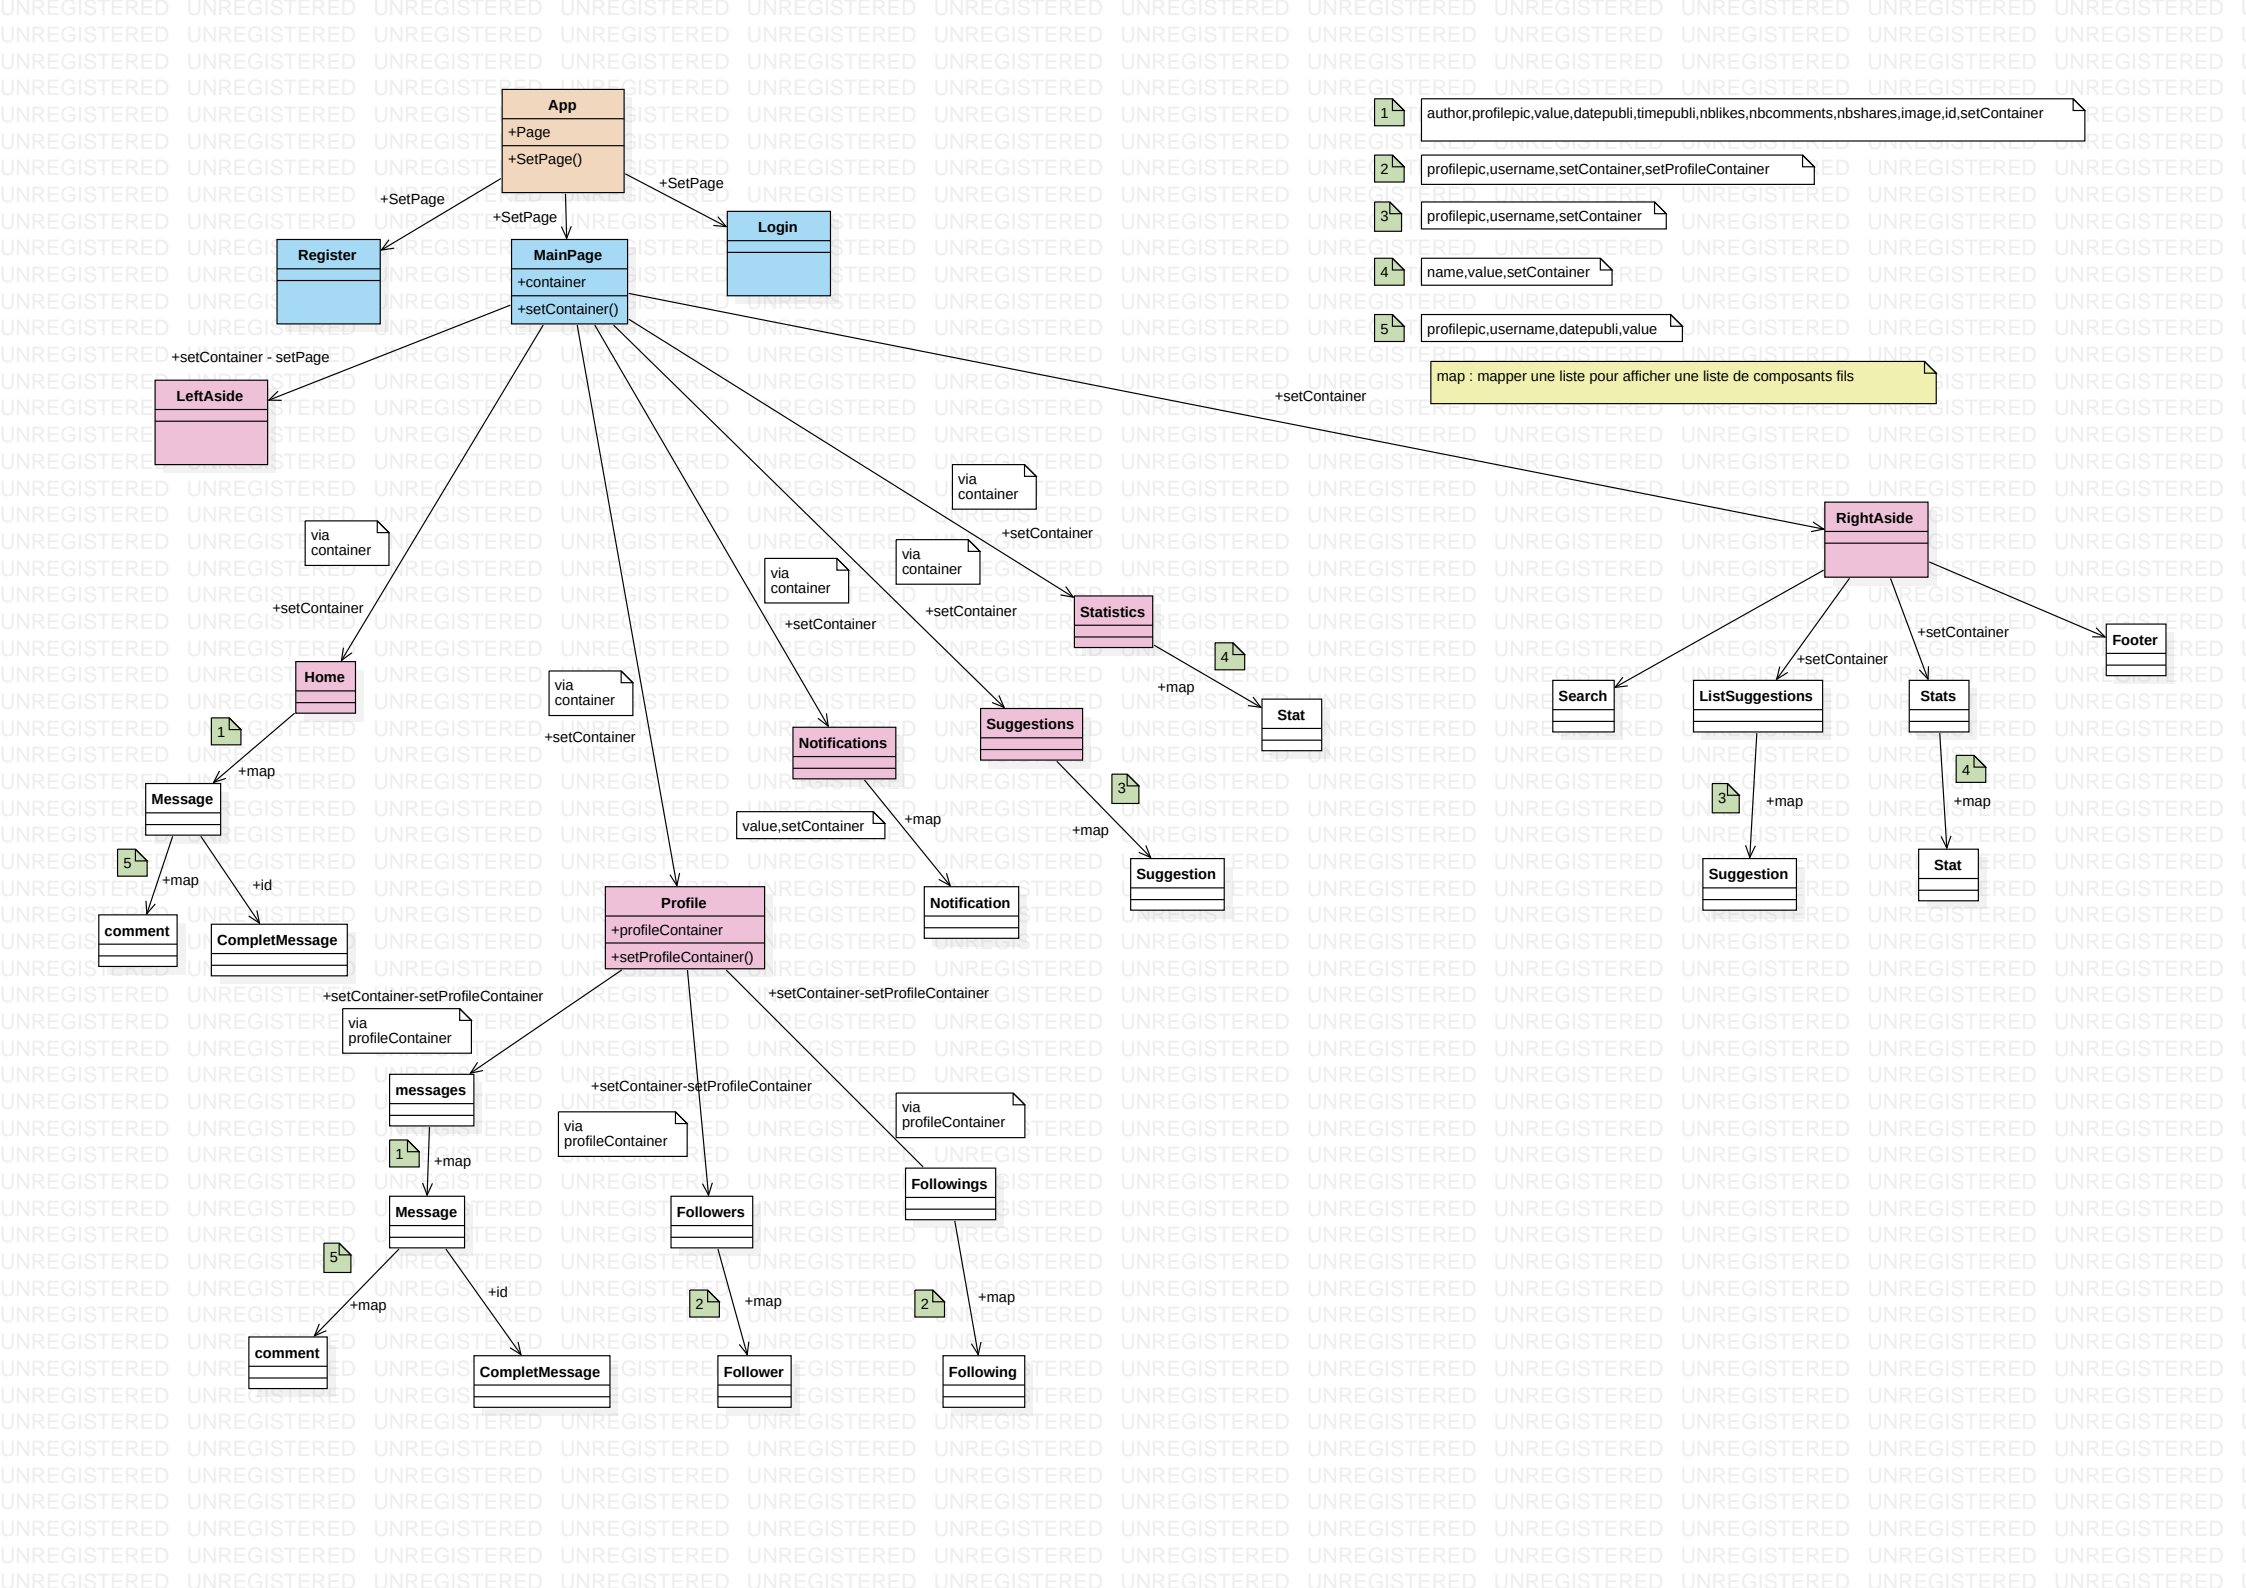 App
+Page
+SetPage()
+SetPage
+SetPage
+SetPage
Register
MainPage
+container
+setContainer()
Login
1
author,profilepic,value,datepubli,timepubli,nblikes,nbcomments,nbshares,image,id,setContainer
2
profilepic,username,setContainer,setProfileContainer
3
profilepic,username,setContainer
4
name,value,setContainer
5
profilepic,username,datepubli,value
map : mapper une liste pour afficher une liste de composants fils
+setContainer - setPage
LeftAside
+setContainer
via
container
+setContainer
via
container
+setContainer
via
container
+setContainer
via
container
+setContainer
via
container
+setContainer
RightAside
Statistics
4
+map
Stat
+setContainer
+setContainer
Footer
Search
ListSuggestions
Stats
Home
1
+map
Message
5
+map
+id
comment
CompletMessage
Notifications
value,setContainer
+map
Notification
Suggestions
3
+map
Suggestion
3
+map
Suggestion
4
+map
Stat
Profile
+profileContainer
+setProfileContainer()
+setContainer-setProfileContainer
via
profileContainer
+setContainer-setProfileContainer
via
profileContainer
+setContainer-setProfileContainer
via
profileContainer
messages
1
+map
Message
5
+map
+id
comment
CompletMessage
Followers
2
+map
Follower
Followings
2
+map
Following
UNREGISTERED